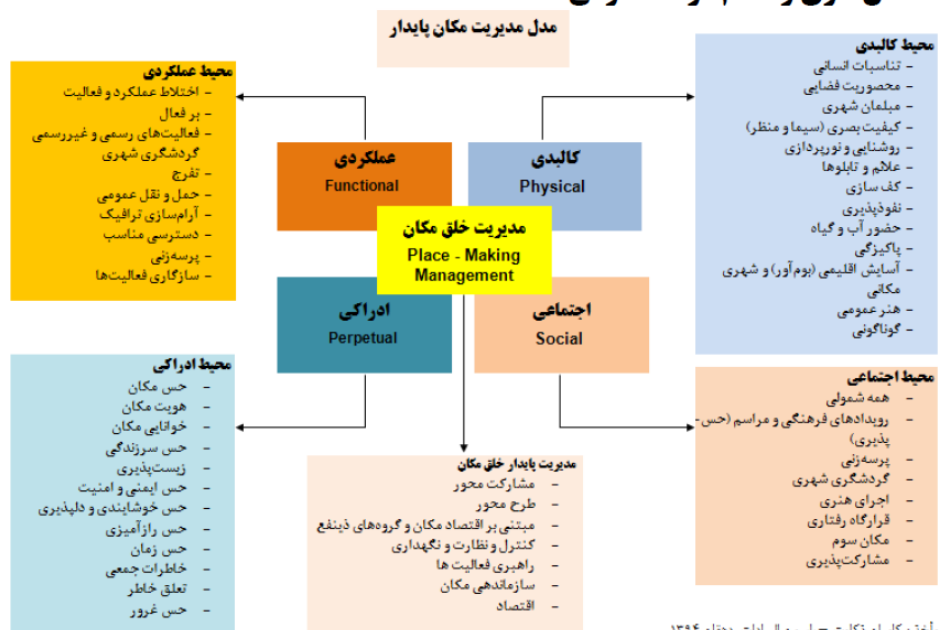 مدل مدیریت مکان پایدار
محیط کالبدی
- تناسبات انسانی
- محصوریت فضایی
- مبلمان شهری
- کیفیت بصری (سیما و منظر)
- روشنایی و نورپردازی
- علائم و تابلوها
- کف سازی
- نفوذپذیری
- حضور آب و گیاه
- پاکیزگی
- آسایش اقلیمی (بوم‌آور) و شهری
مکانی
- هنر عمومی
- گوناگونی
محیط عملکردی
- اختلاط عملکرد و فعالیت
- بر فعال
- فعالیت‌های رسمی و غیررسمی
گردشگری شهری
- تفرج
- حمل و نقل عمومی
- آرام‌سازی ترافیک
- دسترسی مناسب
- پرسه‌زنی
- سازگاری فعالیت‌ها
کالبدی
Physical
عملکردی
Functional
مدیریت خلق مکان
Place - Making
Management
اجتماعی
Social
ادراکی
Perpetual
محیط اجتماعی
- همه شمولی
- رویدادهای فرهنگی و مراسم (حس-
پذیری)
- پرسه‌زنی
- گردشگری شهری
- اجرای هنری
- قرارگاه رفتاری
- مکان سوم
- مشارکت‌پذیری
محیط ادراکی
- حس مکان
- هویت مکان
- خوانایی مکان
- حس سرزندگی
- زیست‌پذیری
- حس ایمنی و امنیت
- حس خوشایندی و دلپذیری
- حس رازآمیزی
- حس زمان
- خاطرات جمعی
- تعلق خاطر
- حس غرور
مدیریت پایدار خلق مکان
- مشارکت محور
- طرح محور
- مبتنی بر اقتصاد مکان و گروه‌های ذینفع
- کنترل و نظارت و نگهداری
- راهبری فعالیت ها
- سازماندهی مکان
- اقتصاد